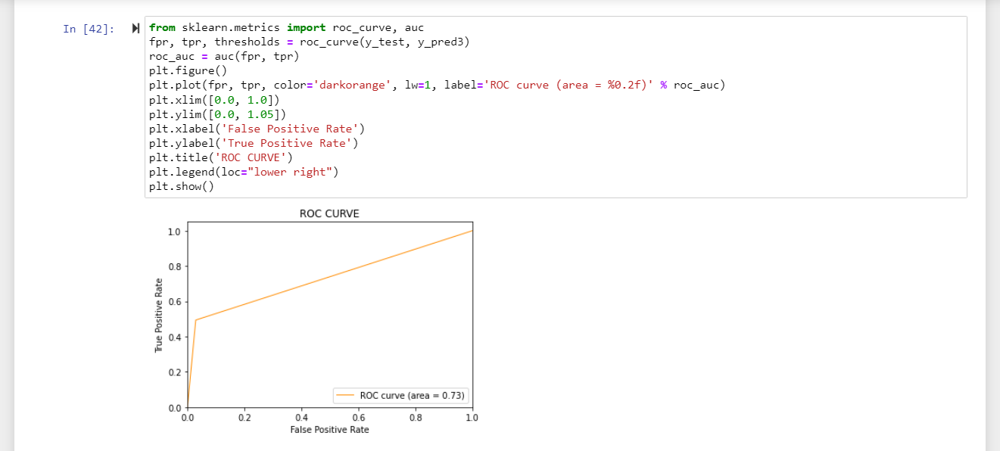 In [42]:
from sklearn.metrics import roc_curve, auc
fpr, tpr, thresholds = roc_curve(y_test, y_pred3)
roc_auc = auc(fpr, tpr)
plt.figure()
plt.plot(fpr, tpr, color='darkorange', lw=1, label='ROC curve (area = %0.2f)' % roc_auc)
plt.xlim([0.0, 1.0])
plt.ylim([0.0, 1.05])
plt.xlabel('False Positive Rate')
plt.ylabel('True Positive Rate')
plt.title('ROC CURVE')
plt.legend(loc="lower right")
plt.show()
ROC CURVE
True Positive Rate
1.0
0.8
0.6
0.4
0.2
0.0
ROC curve (area = 0.73)
0.0 0.2 0.4 0.6 0.8 1.0
False Positive Rate